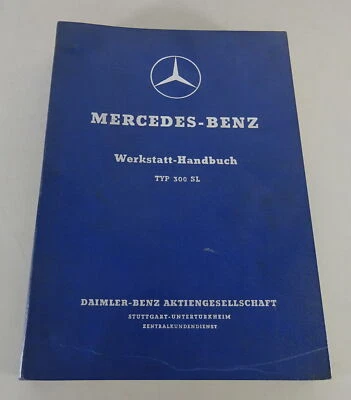 MERCEDES-BENZ
Werkstatt-Handbuch
TYP 300 SL
DAIMLER-BENZ AKTIENGESELLSCHAFT
STUTTGART-UNTERTÜRKHEIM
ZENTRALKUNDENDIENST